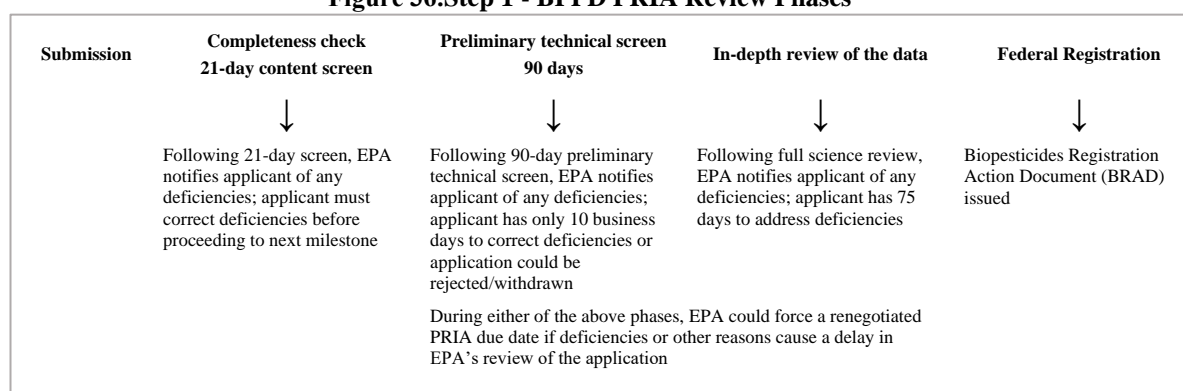 Figure Step 1 - BPPD PRIA Review Phases
Submission
Completeness check
21-day content screen
Preliminary technical screen
90 days
In-depth review of the data
Federal Registration
↓ ↓ ↓ ↓
Following 21-day screen, EPA
notifies applicant of any
deficiencies; applicant must
correct deficiencies before
proceeding to next milestone
Following 90-day preliminary
technical screen, EPA notifies
applicant of any deficiencies;
applicant has only 10 business
days to correct deficiencies or
application could be
rejected/withdrawn
Following full science review,
EPA notifies applicant of any
deficiencies; applicant has 75
days to address deficiencies
Biopesticides Registration
Action Document (BRAD)
issued
During either of the above phases, EPA could force a renegotiated
PRIA due date if deficiencies or other reasons cause a delay in
EPA's review of the application